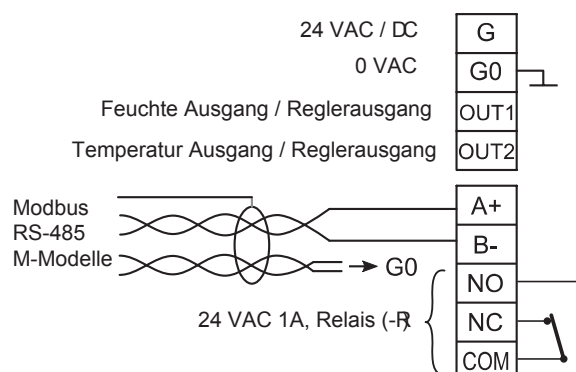 24 VAC / DC G
0 VAC G0
Feuchte Ausgang / Reglerausgang OUT1
Temperatur Ausgang / Reglerausgang OUT2
Modbus
RS-485
M-Modelle
A+
B-
G0
NO
24 VAC 1A, Relais (-R) NC
COM